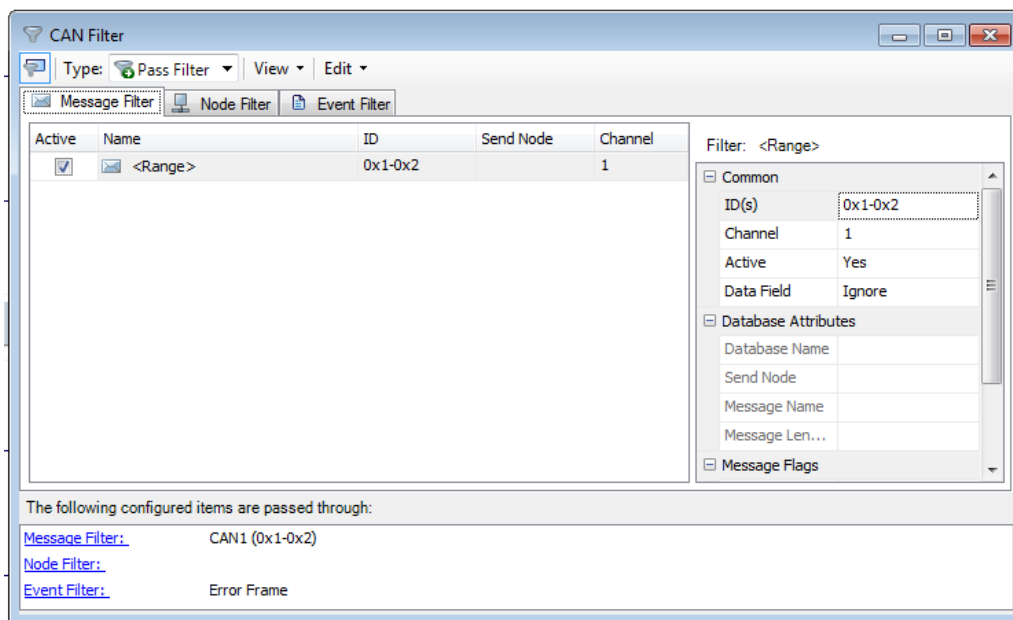 CAN Filter
Type: Pass Filter View Edit
Message Filter Node Filter Event Filter
Active Name ID Send Node Channel
<Range> 0x1-0x2 1
Filter: <Range>
Common
ID(s) 0x1-0x2
Channel 1
Active Yes
Data Field Ignore
Database Attributes
Database Name
Send Node
Message Name
Message Len...
Message Flags
The following configured items are passed through:
Message Filter: CAN1 (0x1-0x2)
Node Filter:
Event Filter: Error Frame